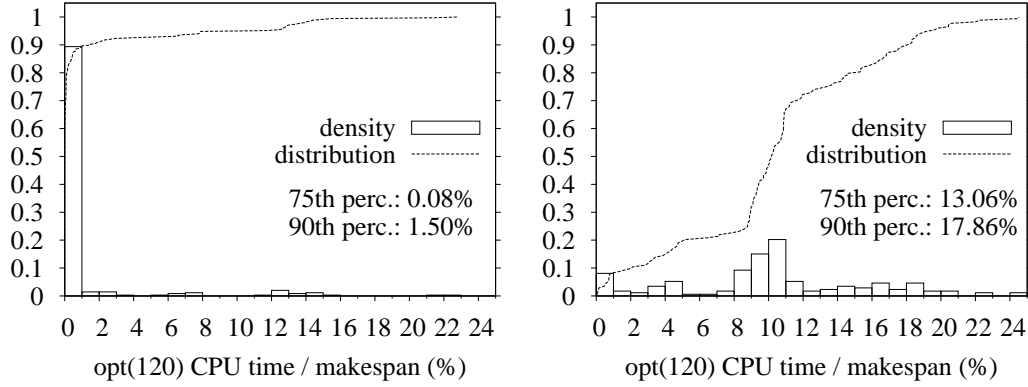 1
0.9
0.8
0.7
0.6
0.5
0.4
0.3
0.2
0.1
0
density
distribution
75th perc.: 0.08%
90th perc.: 1.50%
0 2 4 6 8 10 12 14 16 18 20 22 24
opt(120) CPU time / makespan (%)
1
0.9
0.8
0.7
0.6
0.5
0.4
0.3
0.2
0.1
0
density
distribution
75th perc.: 13.06%
90th perc.: 17.86%
0 2 4 6 8 10 12 14 16 18 20 22 24
opt(120) CPU time / makespan (%)